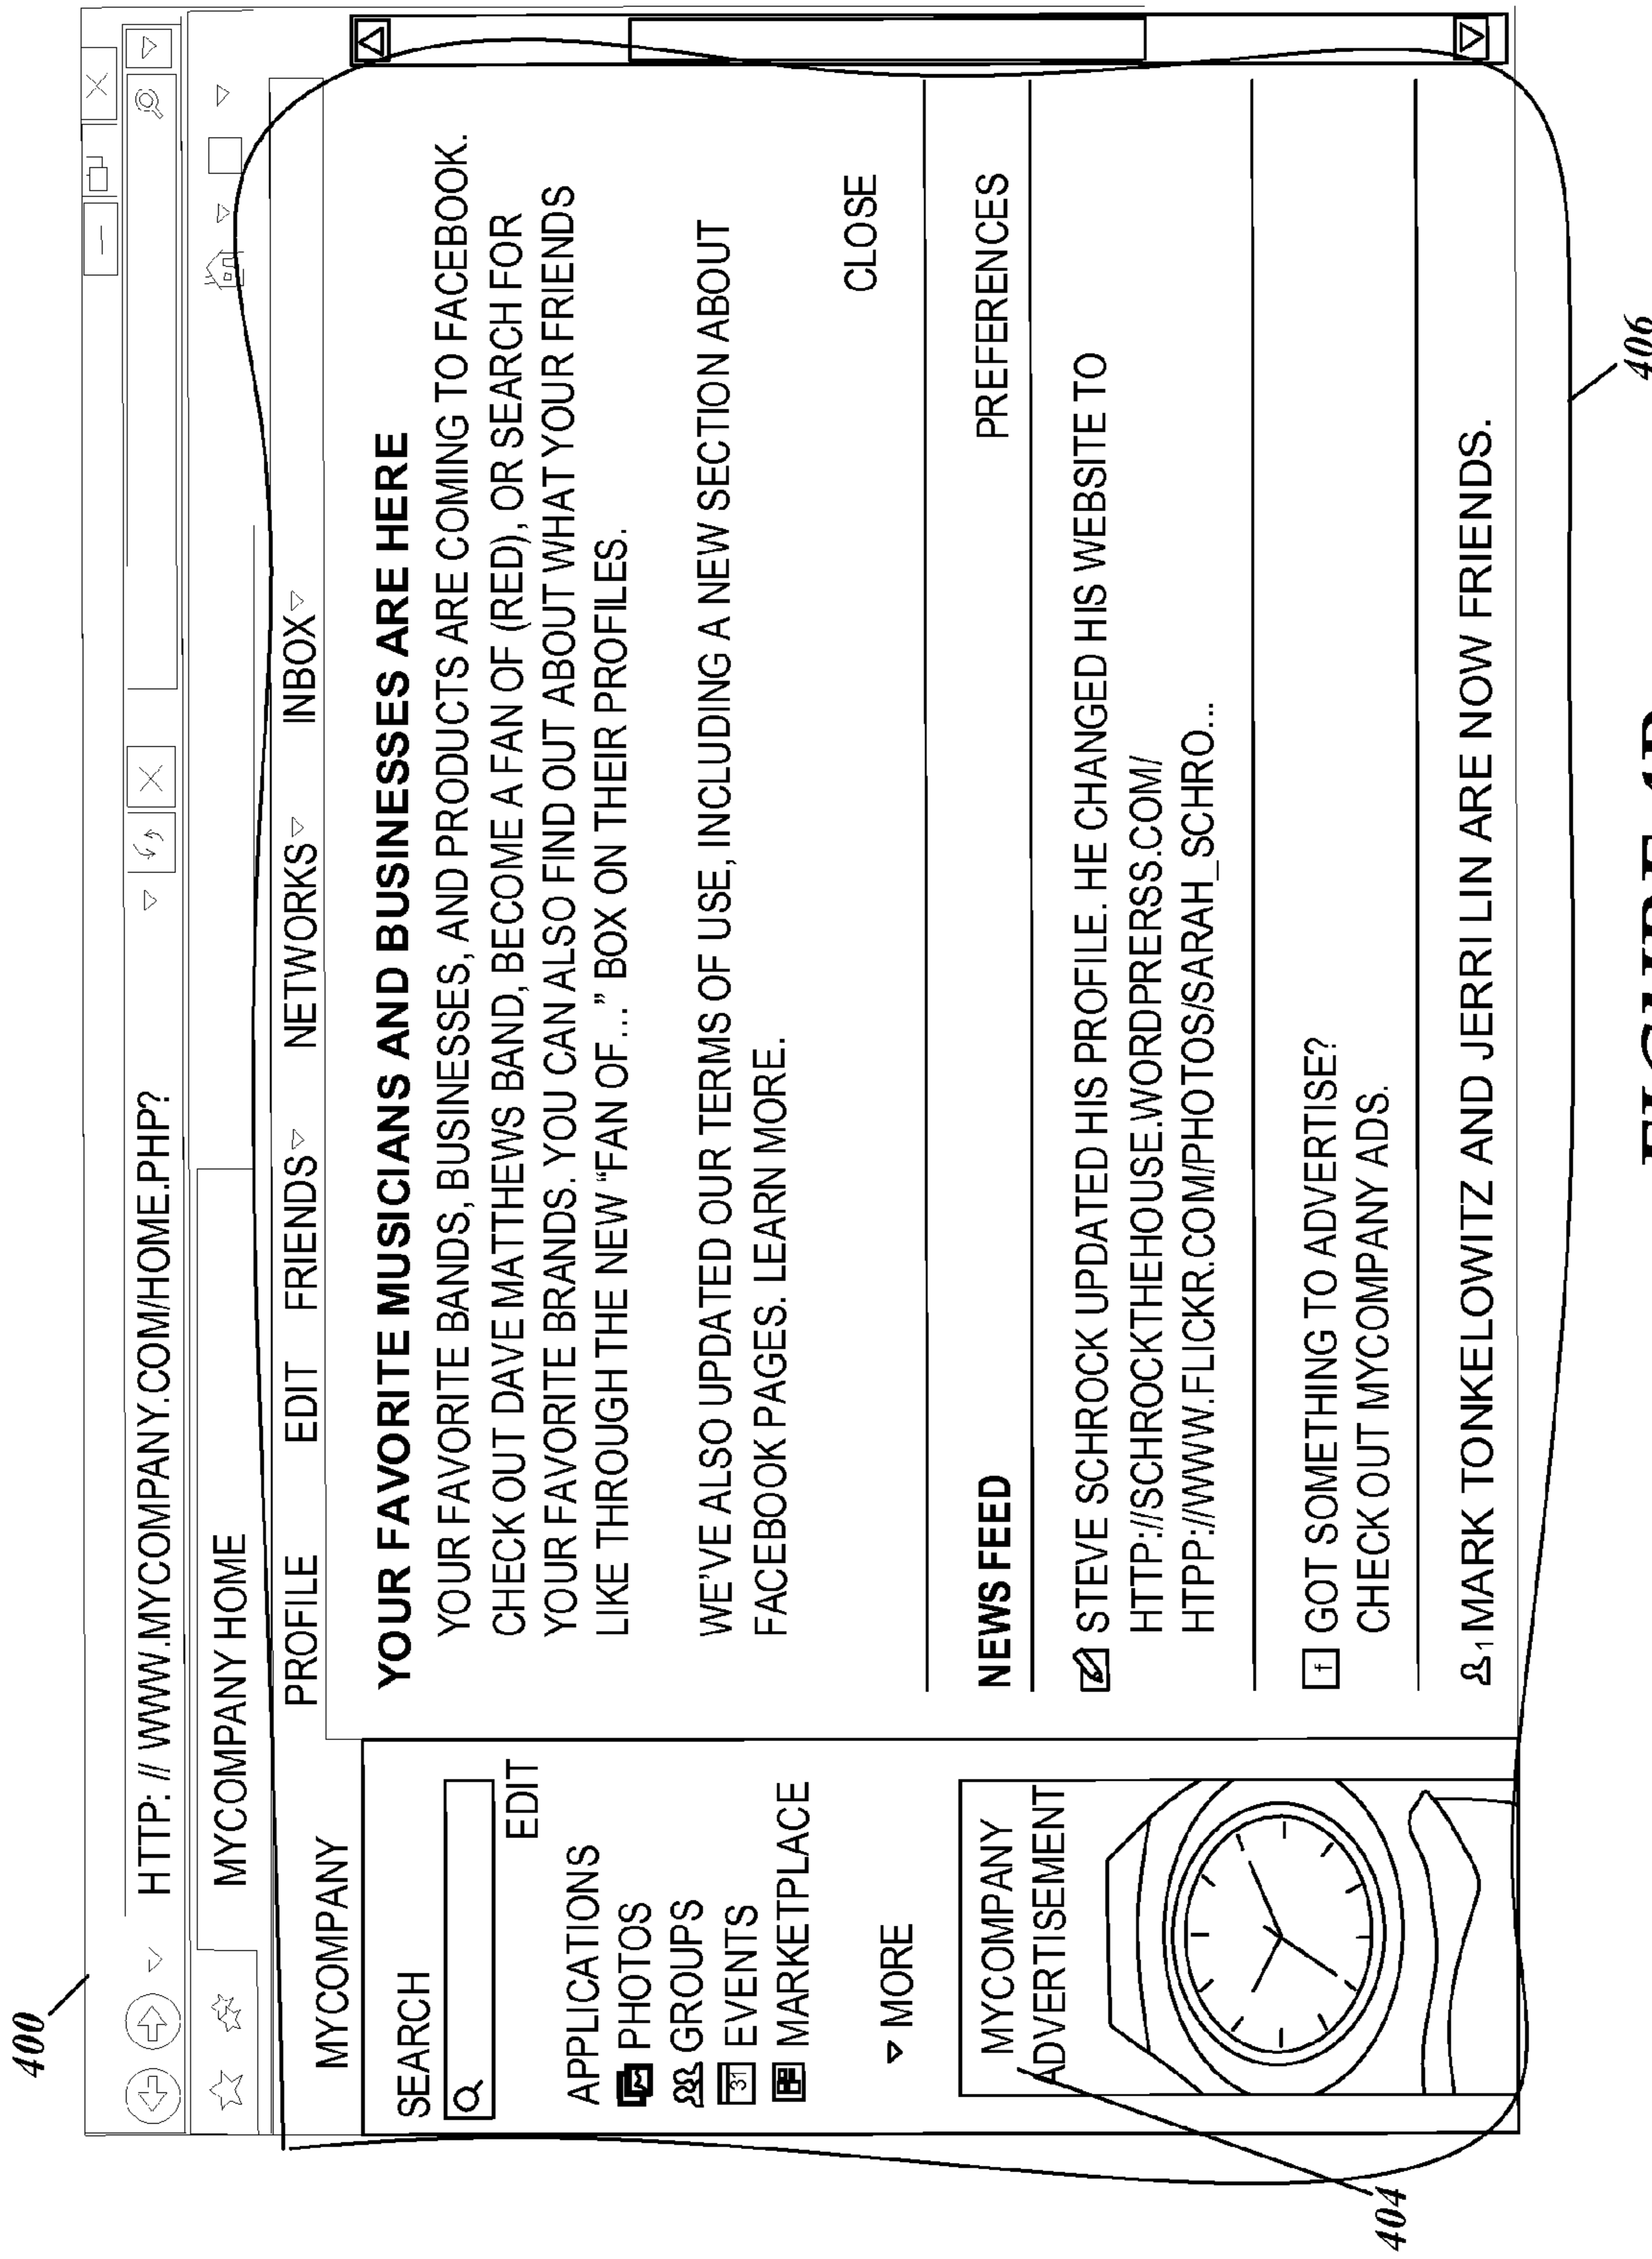 400
HTTP: // WWW.MYCOMPANY.COM/HOME.PHP?
MYCOMPANY HOME
MYCOMPANY
PROFILE EDIT FRIENDS NETWORKS INBOX
SEARCH
EDIT
APPLICATIONS
PHOTOS
GROUPS
31 EVENTS
MARKETPLACE
MORE
MYCOMPANY
ADVERTISEMENT
404
YOUR FAVORITE MUSICIANS AND BUSINESSES ARE HERE
YOUR FAVORITE BANDS, BUSINESSES, AND PRODUCTS ARE COMING TO FACEBOOK.
CHECK OUT DAVE MATTHEWS BAND, BECOME A FAN OF (RED), OR SEARCH FOR
YOUR FAVORITE BRANDS. YOU CAN ALSO FIND OUT ABOUT WHAT YOUR FRIENDS
LIKE THROUGH THE NEW “FAN OF...” BOX ON THEIR PROFILES.
WE'VE ALSO UPDATED OUR TERMS OF USE, INCLUDING A NEW SECTION ABOUT
FACEBOOK PAGES. LEARN MORE.
CLOSE
NEWS FEED PREFERENCES
STEVE SCHROCK UPDATED HIS PROFILE. HE CHANGED HIS WEBSITE TO
HTTP://SCHROCKTHEHOUSE.WORDPRERSS.COM/
HTPP://WWW.FLICKR.COM/PHOTOS/SARAH_SCHRO...
f GOT SOMETHING TO ADVERTISE?
CHECK OUT MYCOMPANY ADS.
1 MARK TONKELOWITZ AND JERRI LIN ARE NOW FRIENDS.
406